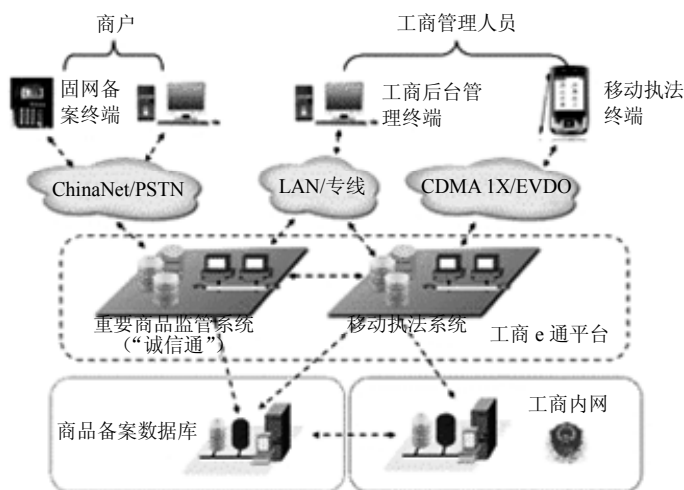 商户
工商管理人员
固网备
案终端
工商后台管
理终端
移动执法
终端
ChinaNet/PSTN
LAN/专线
CDMA 1X/EVDO
重要商品监管系统
（“诚信通”）
移动执法系统
工商 e 通平台
商品备案数据库
工商内网